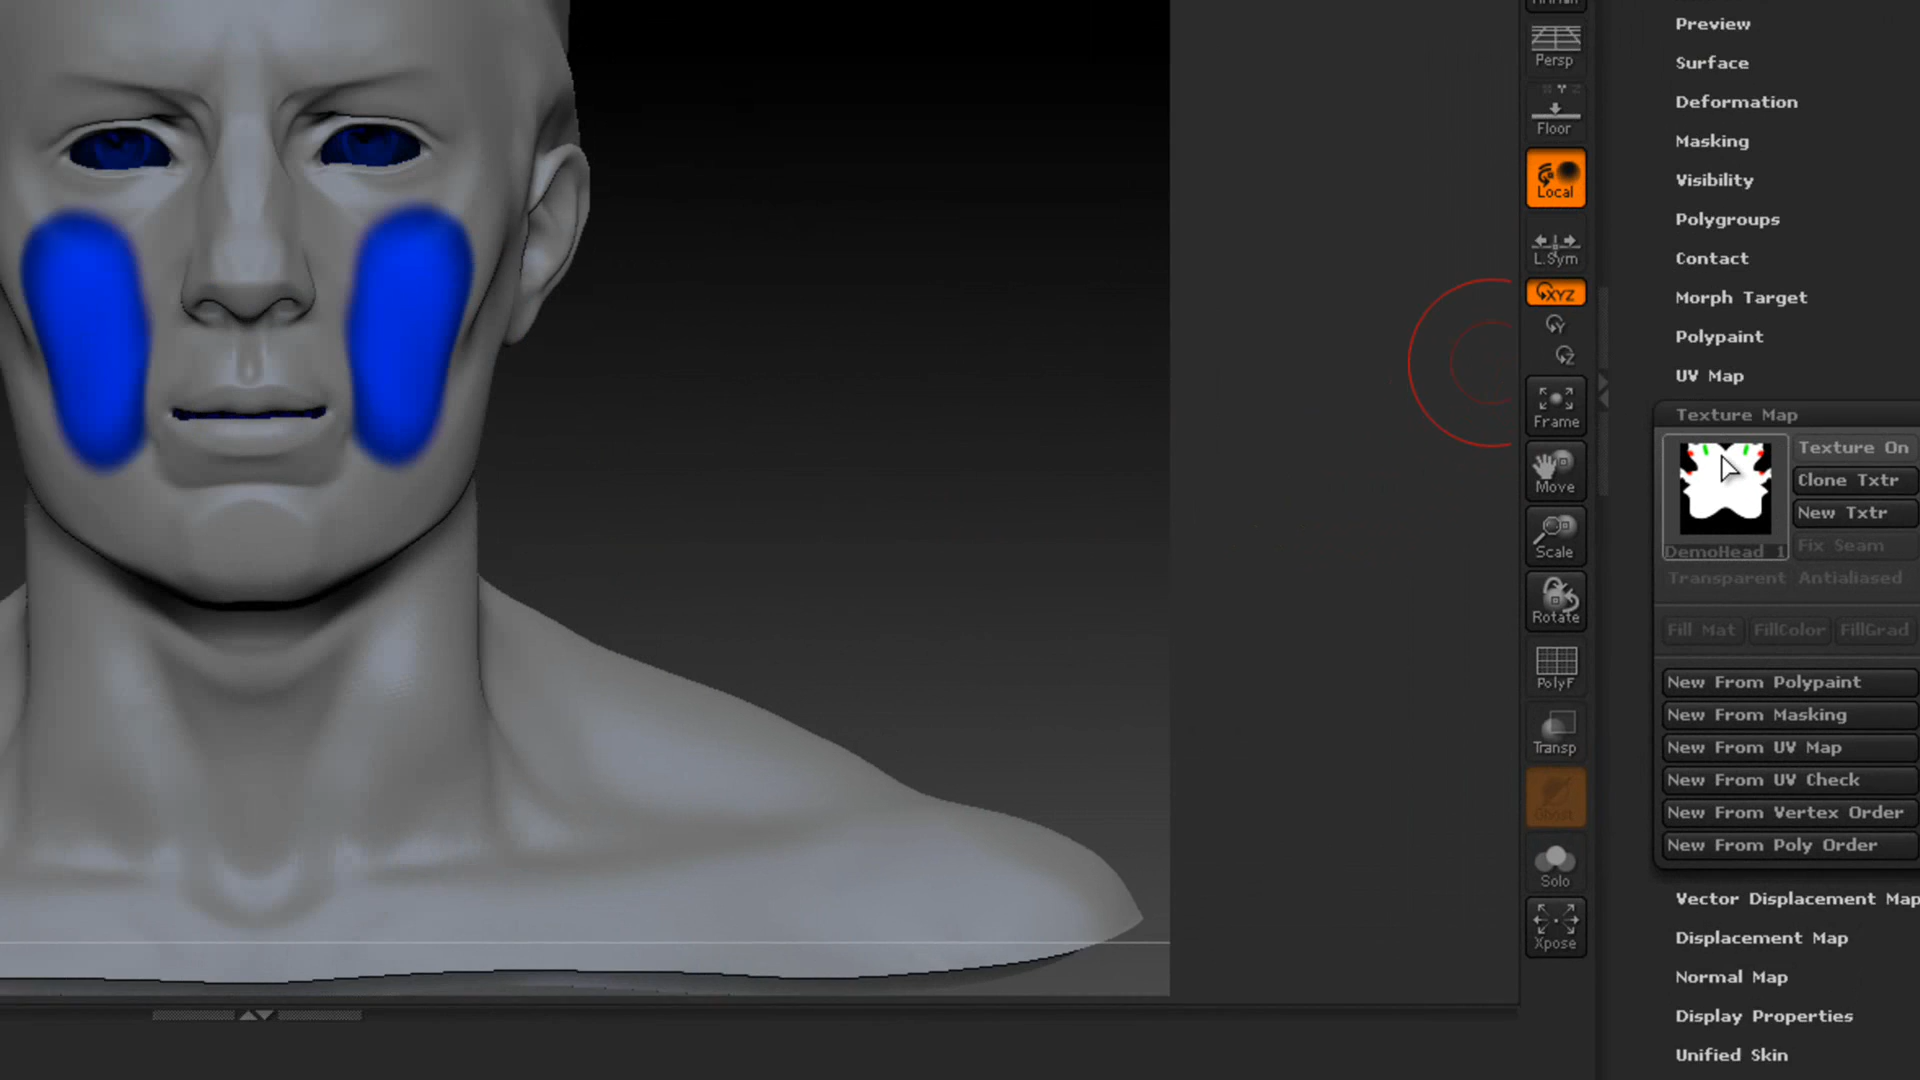 Persp
Floor
Local
L.Sym
XYZ
Y
Z
Frame
Move
Scale
Rotate
PolyF
Transp
Solo
Xpose
Preview
Surface
Deformation
Masking
Visibility
Polygroups
Contact
Morph Target
Polypaint
UV Map
Texture Map
Texture On
Clone Txtr
New Txtr
DemoHead_1
Fix Seam
Transparent Antialiased
Fill Mat FillColor FillGrad
New From Polypaint
New From Masking
New From UV Map
New From UV Check
New From Vertex Order
New From Poly Order
Vector Displacement Map
Displacement Map
Normal Map
Display Properties
Unified Skin